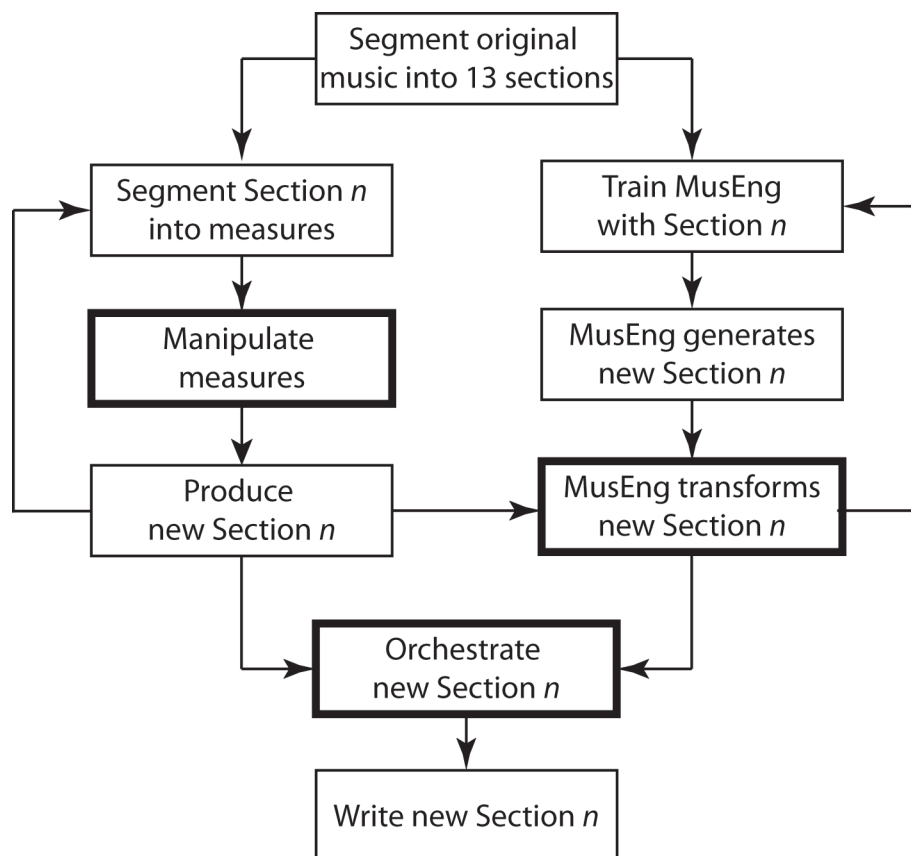 Segment original
music into 13 sections
Segment Section n
into measures
Train MusEng
with Section n
Manipulate
measures
MusEng generates
new Section n
Produce
new Section n
MusEng transforms
new Section n
Orchestrate
new Section n
Write new Section n